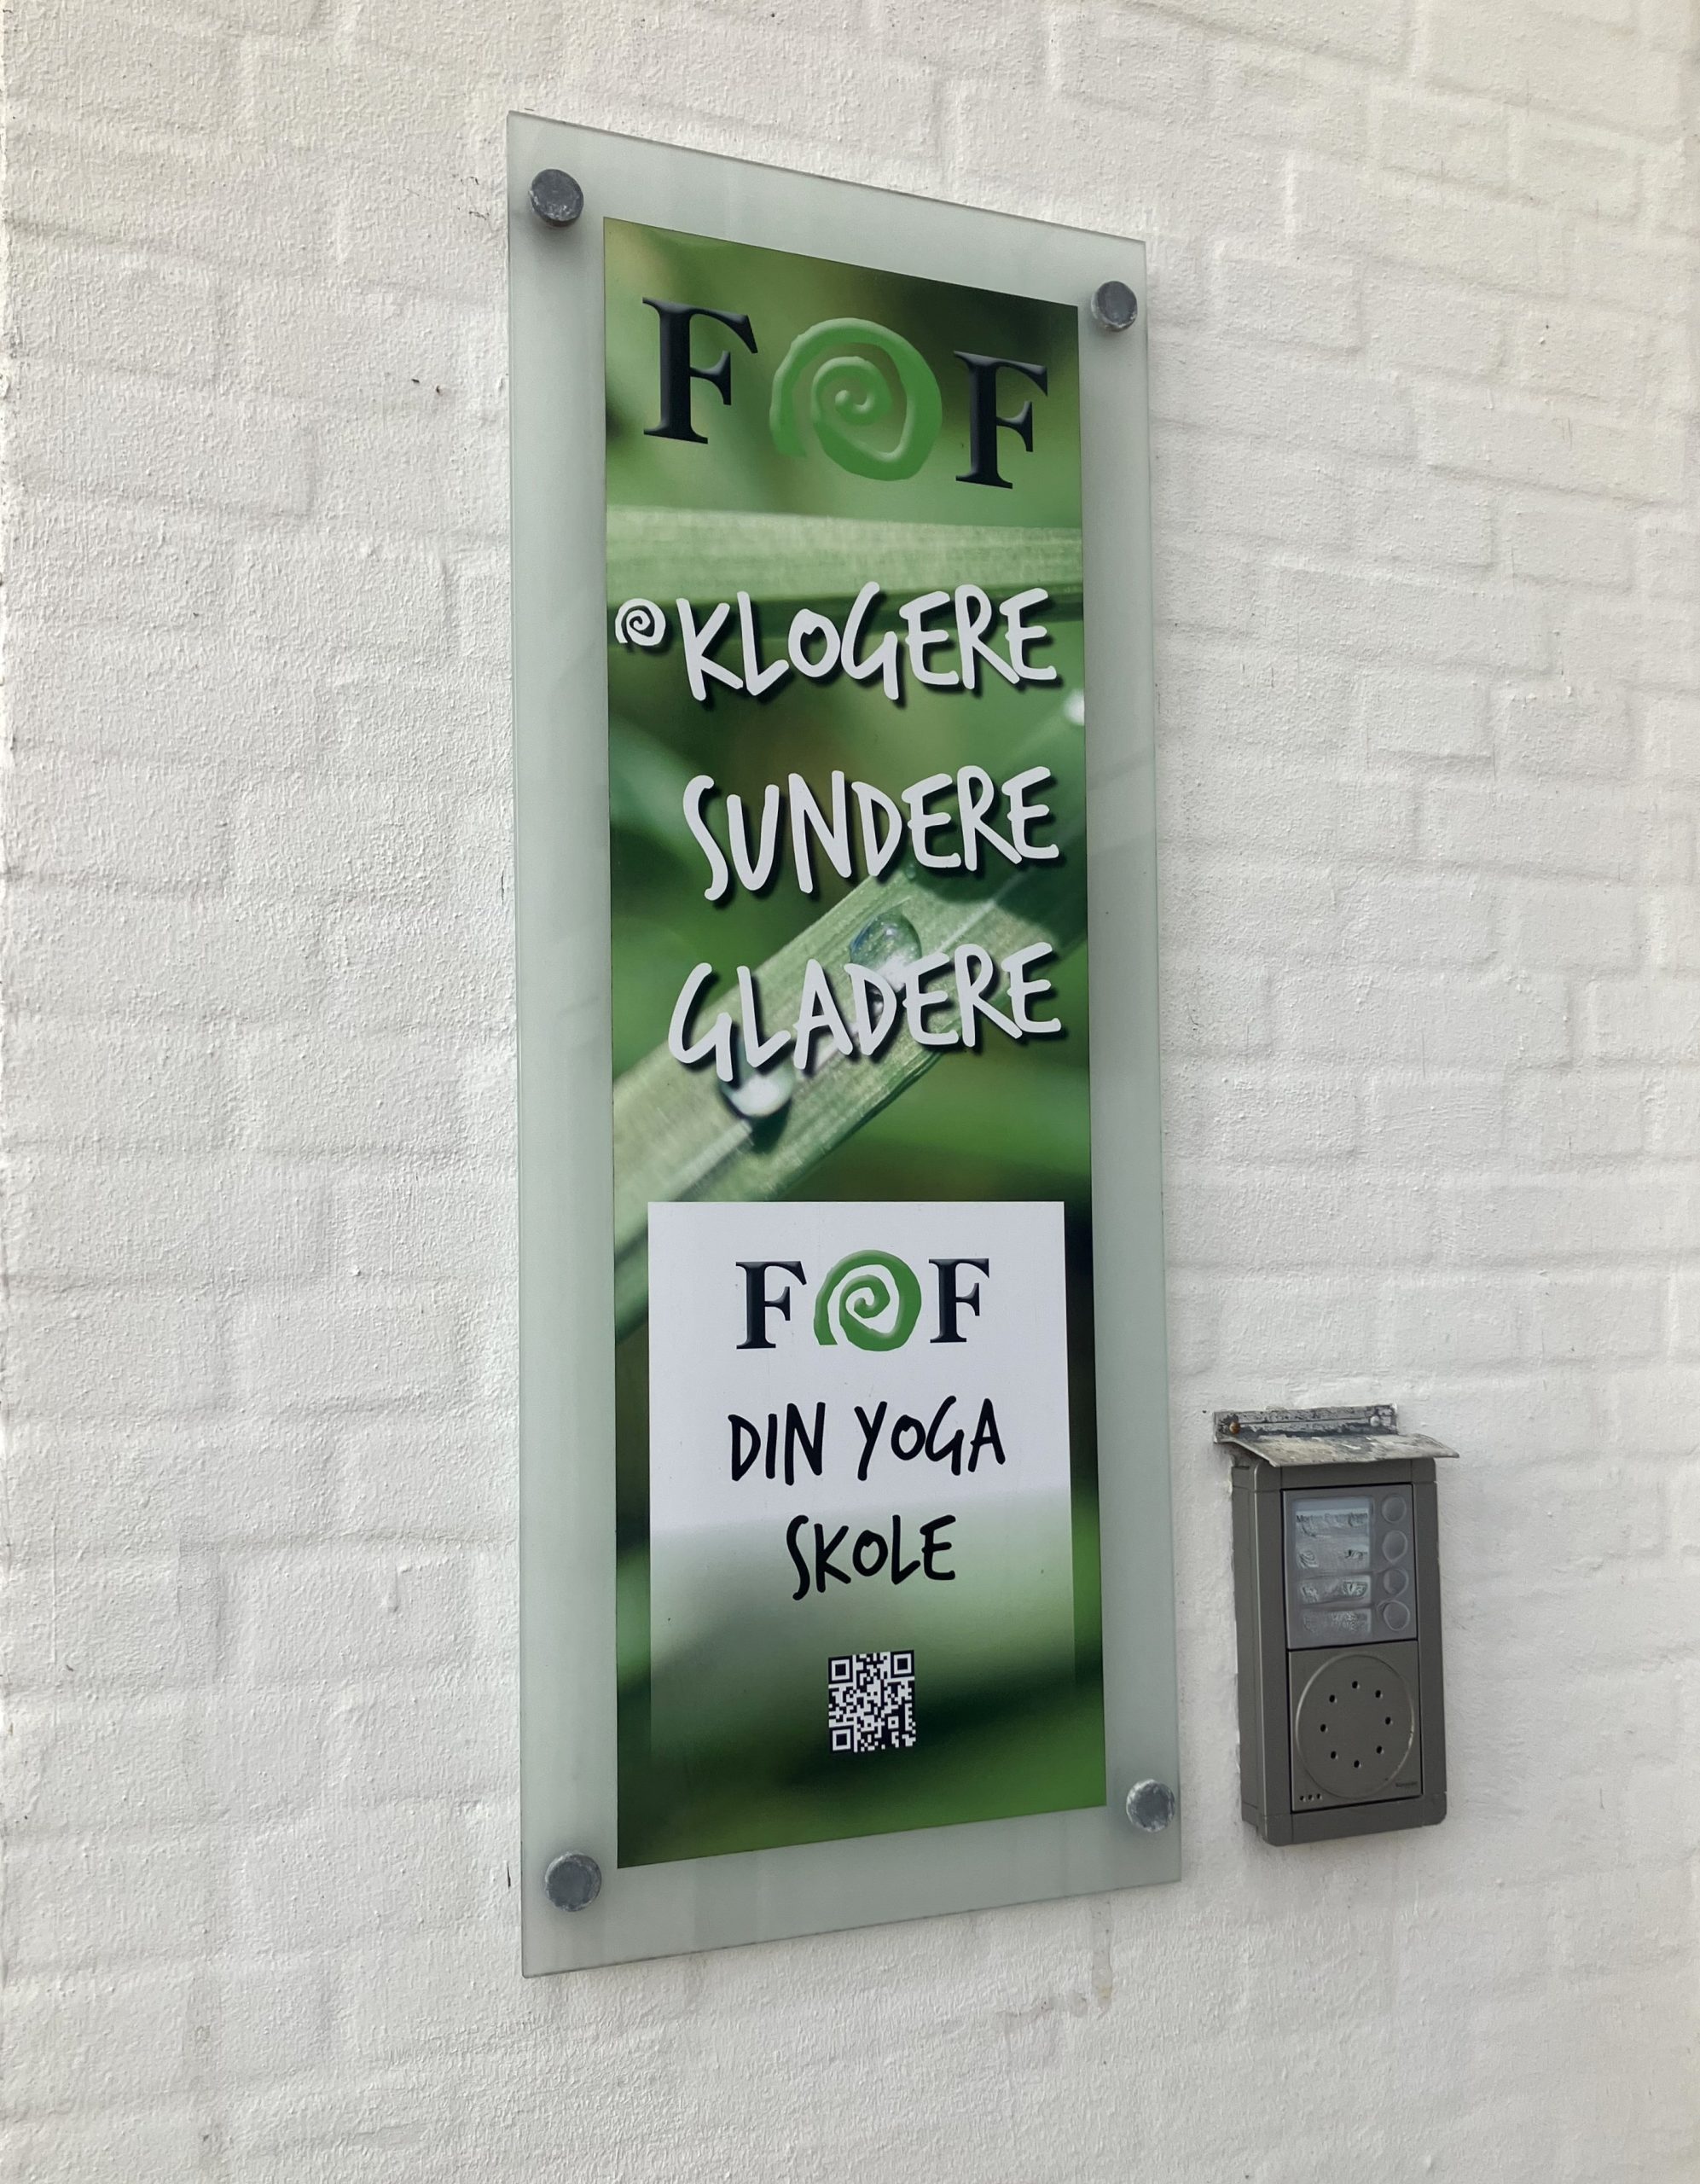 FOF
KLOGERE
SUNDERE
GLADERE
FOF
DIN YOGA
SKOLE